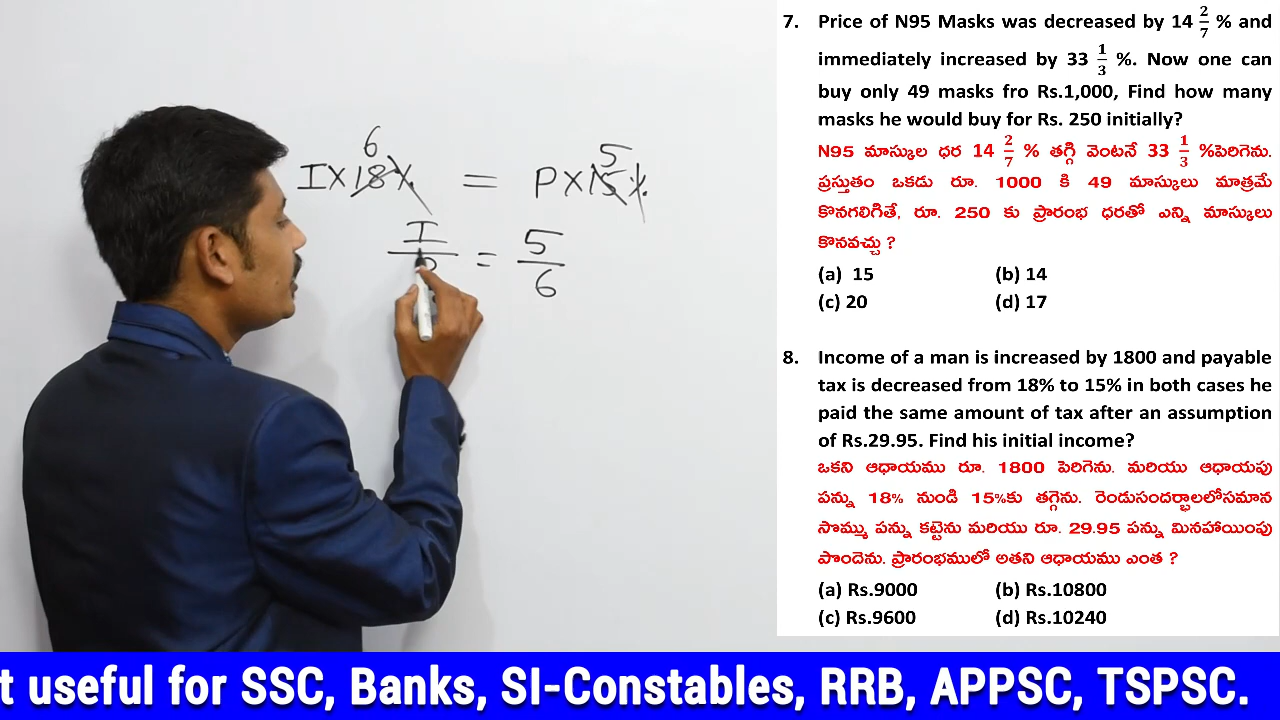 6
I X 18 %. = P X 15 %.
5
I = 5
6
7. Price of N95 Masks was decreased by 14 2/7 % and
immediately increased by 33 1/3 %. Now one can
buy only 49 masks fro Rs.1,000, Find how many
masks he would buy for Rs. 250 initially?
N95 మాస్కుల ధర 14 2/7 % తగ్గి వెంటనే 33 1/3 %పెరిగెను.
ప్రస్తుతం ఒకడు రూ. 1000 కి 49 మాస్కులు మాత్రమే
కొనగలిగితే, రూ. 250 కు ప్రారంభ ధరతో ఎన్ని మాస్కులు
కొనవచ్చు ?
(a) 15 (b) 14
(c) 20 (d) 17
8. Income of a man is increased by 1800 and payable
tax is decreased from 18% to 15% in both cases he
paid the same amount of tax after an assumption
of Rs.29.95. Find his initial income?
ఒకని ఆధాయము రూ. 1800 పెరిగెను. మరియు ఆధాయపు
పన్ను 18% నుండి 15%కు తగ్గెను. రెండుసందర్భాలలోసమాన
సొమ్ము పన్ను కట్టెను మరియు రూ. 29.95 పన్ను మినహాయింపు
పొందెను. ప్రారంభములో అతని ఆధాయము ఎంత ?
(a) Rs.9000 (b) Rs.10800
(c) Rs.9600 (d) Rs.10240
t useful for SSC, Banks, SI-Constables, RRB, APPSC, TSPSC.